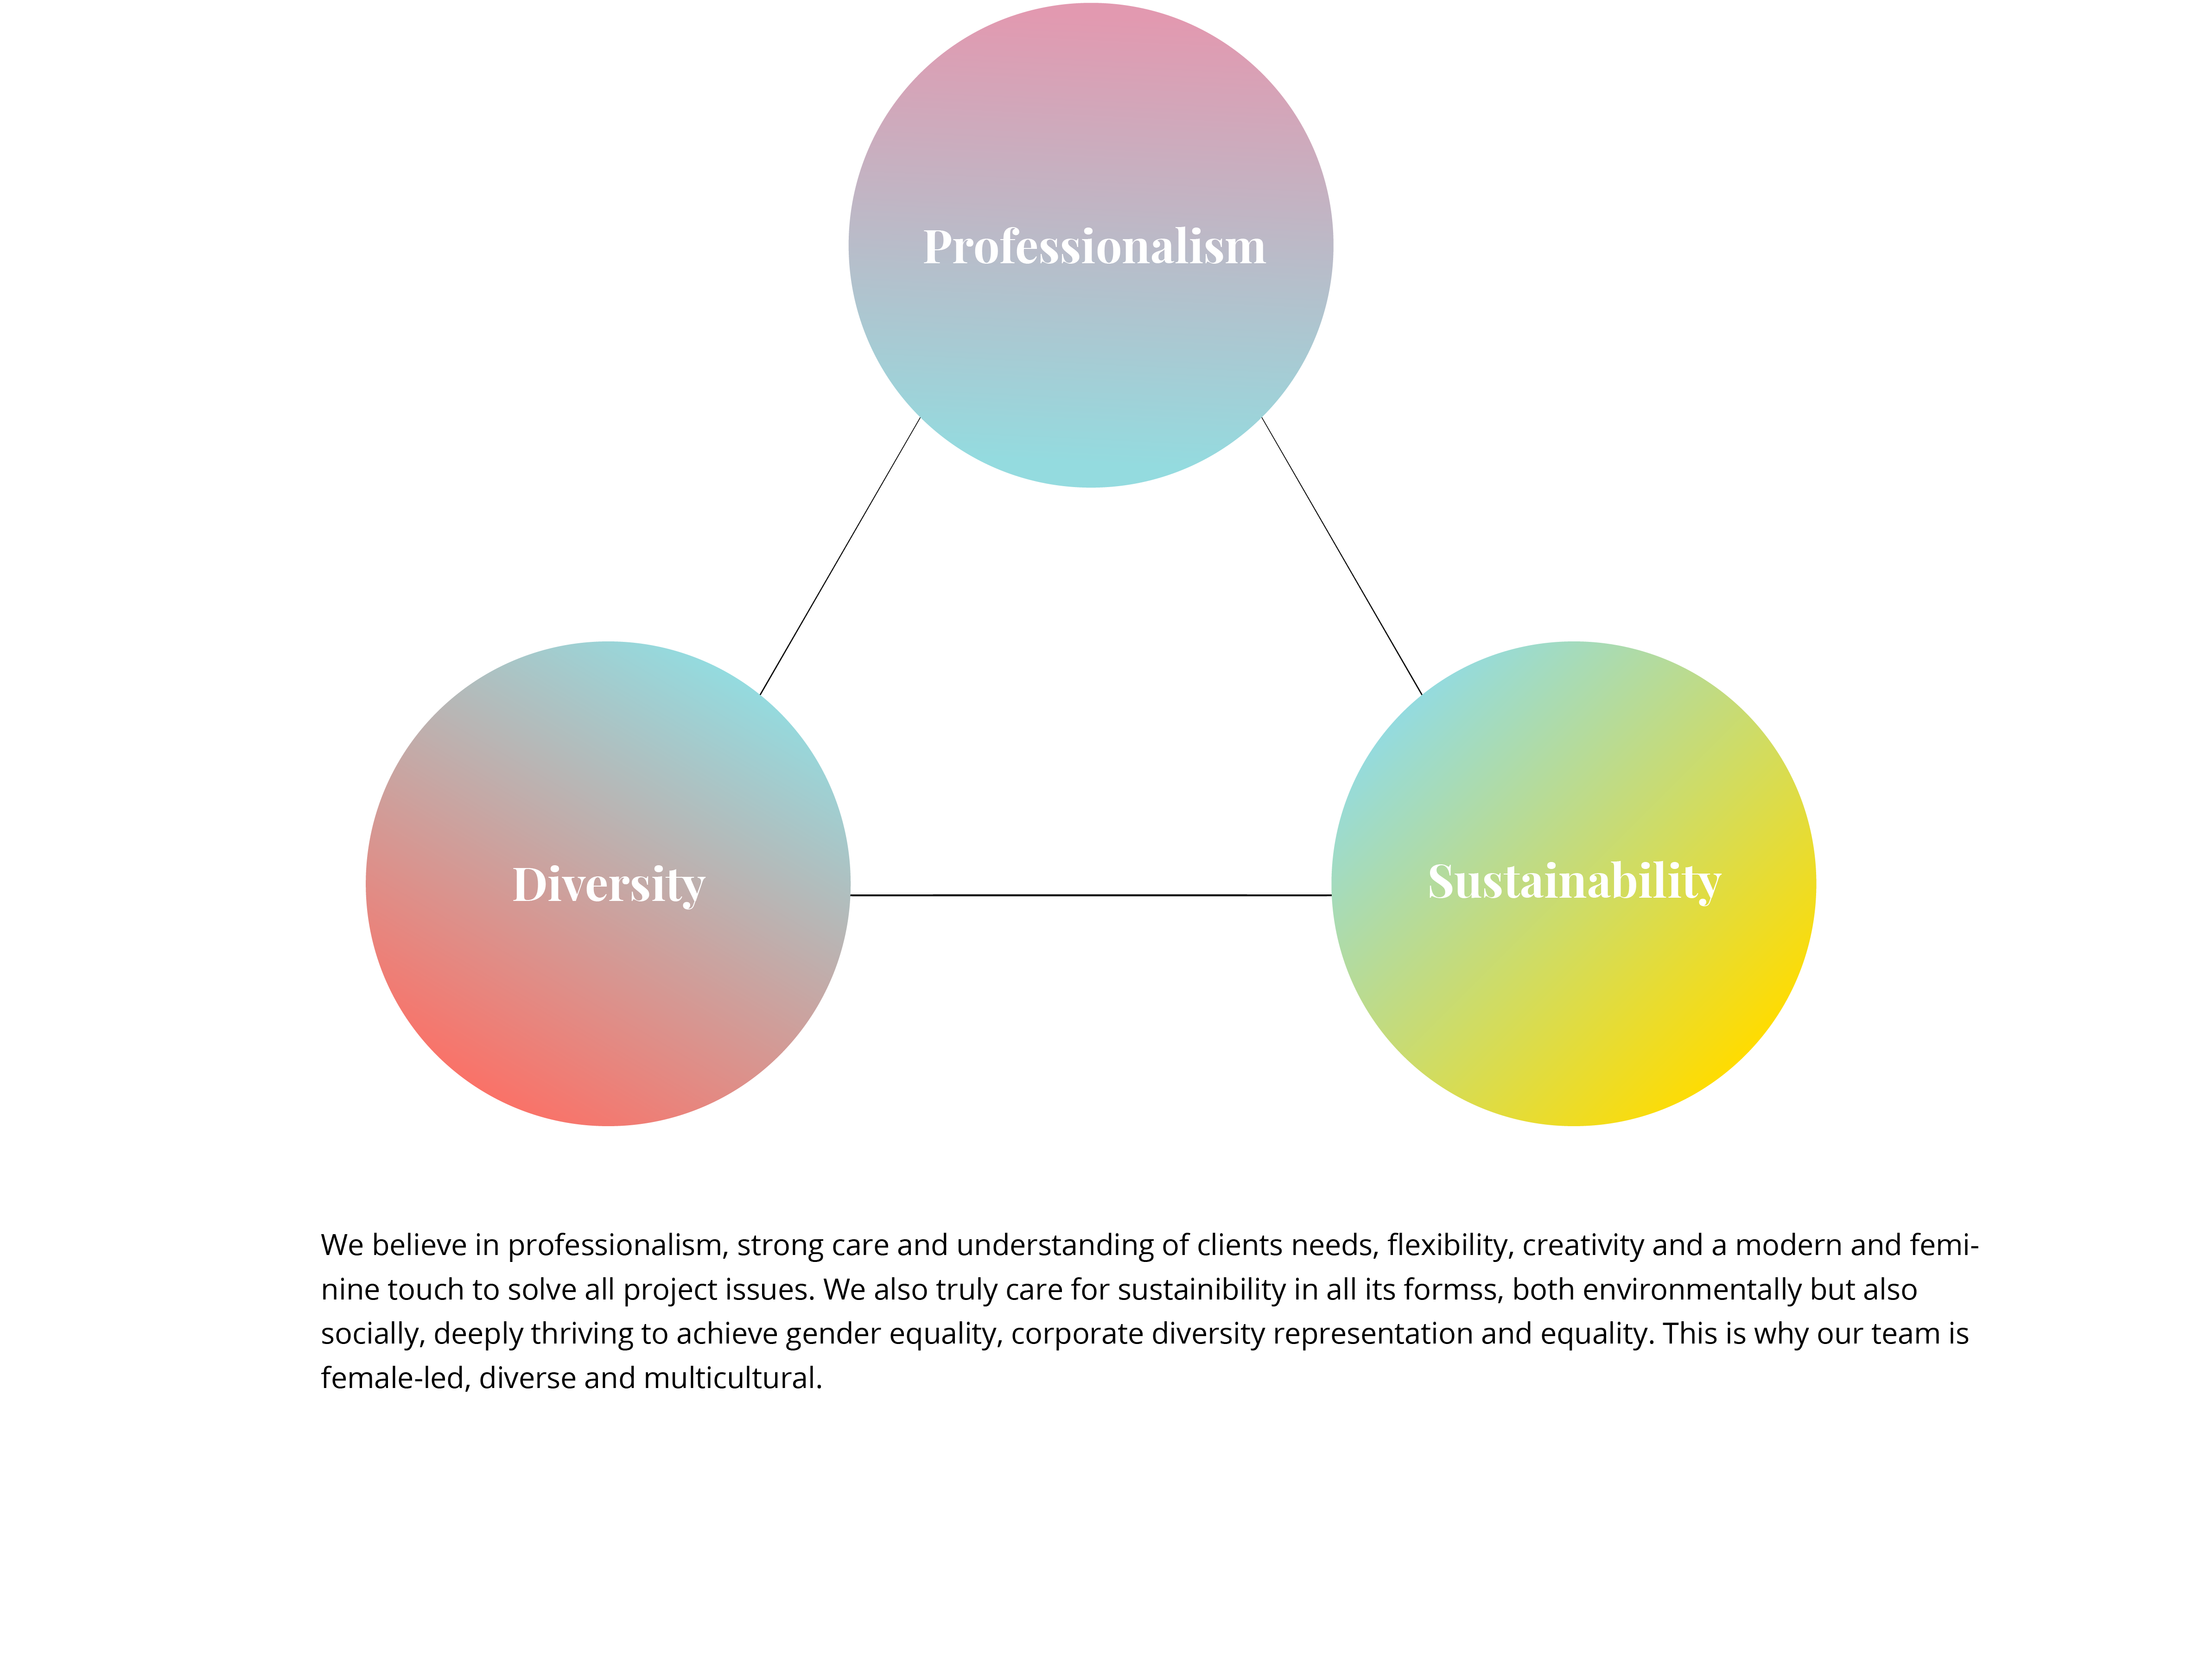 Professionalism
Diversity
Sustainability
We believe in professionalism, strong care and understanding of clients needs, flexibility, creativity and a modern and femi-
nine touch to solve all project issues. We also truly care for sustainibility in all its formss, both environmentally but also
socially, deeply thriving to achieve gender equality, corporate diversity representation and equality. This is why our team is
female-led, diverse and multicultural.